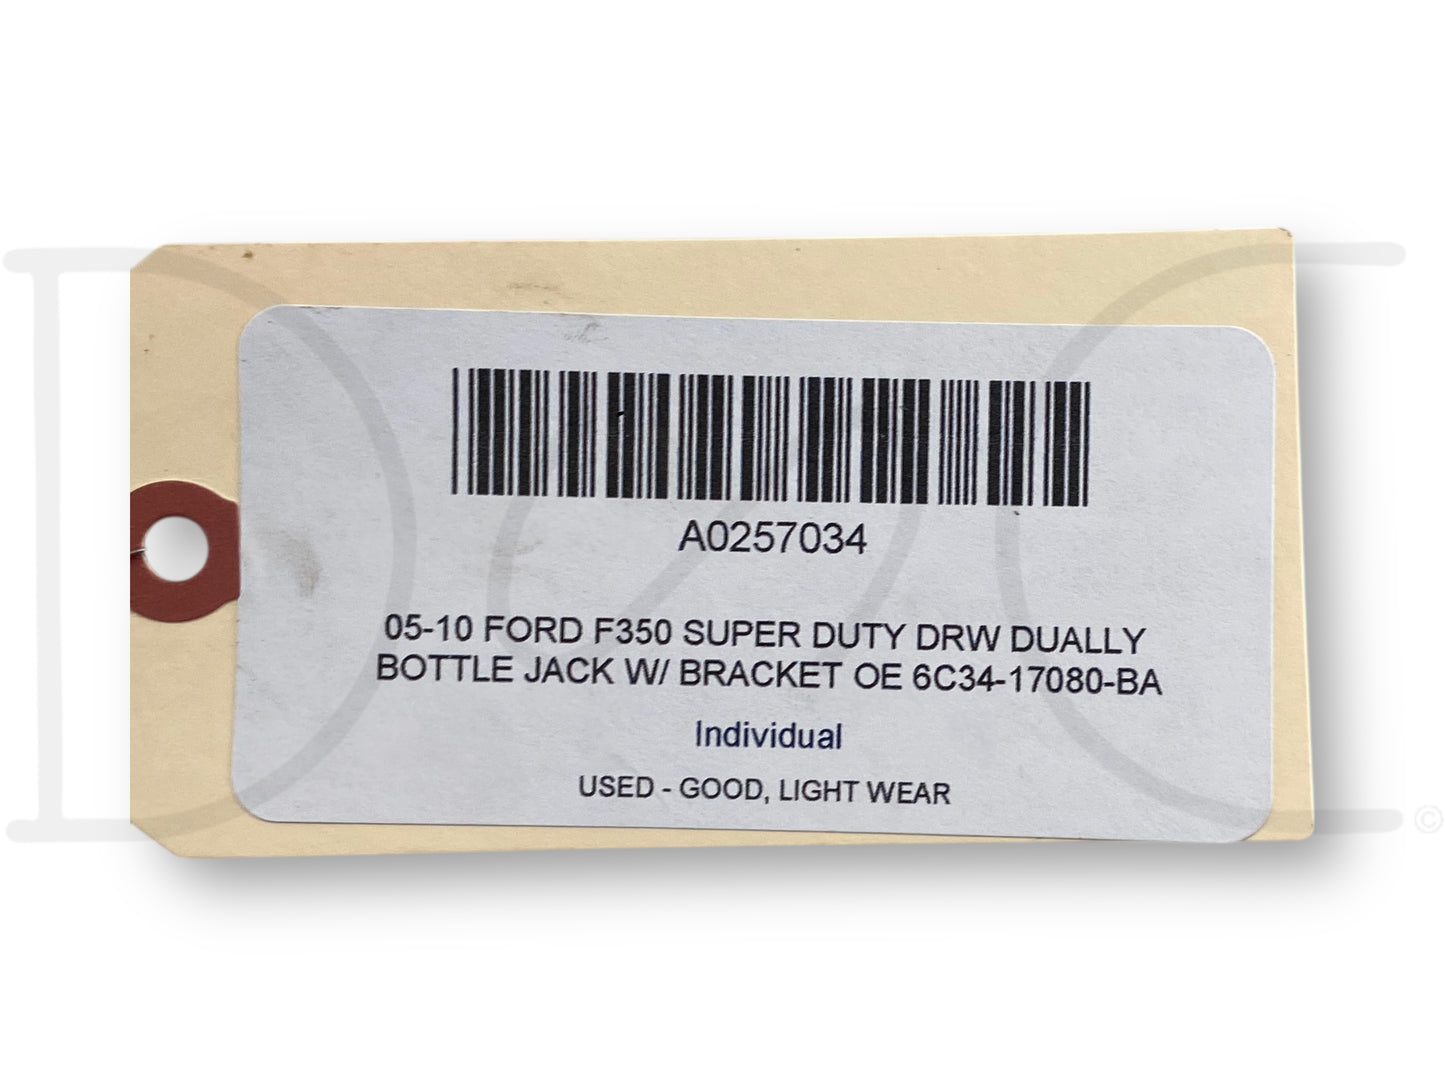 A0257034
05-10 FORD F350 SUPER DUTY DRW DUALLY
BOTTLE JACK W/ BRACKET OE 6C34-17080-BA
Individual
USED - GOOD, LIGHT WEAR
©